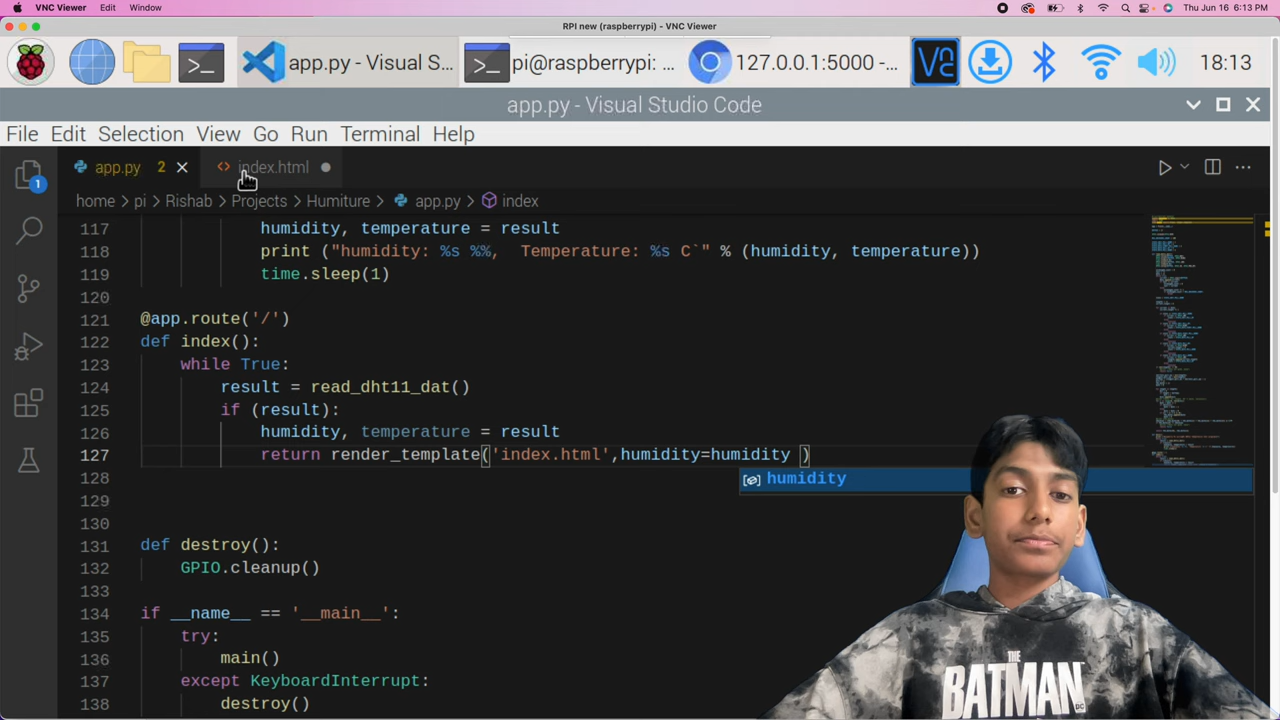 VNC Viewer Edit Window Thu Jun 16 6:13 PM
RPI new (raspberrypi) - VNC Viewer
app.py - Visual S... pi@raspberrypi: ... 127.0.0.1:5000 -... 18:13
app.py - Visual Studio Code
File Edit Selection View Go Run Terminal Help
app.py 2 index.html
home > pi > Rishab > Projects > Humiture > app.py > index
117 humidity, temperature = result
118 print ("humidity: %s %%, Temperature: %s C`" % (humidity, temperature))
119 time.sleep(1)
120
121 @app.route('/')
122 def index():
123 while True:
124 result = read_dht11_dat()
125 if (result):
126 humidity, temperature = result
127 return render_template('index.html',humidity=humidity )
humidity
128
129
130
131 def destroy():
132 GPIO.cleanup()
133
134 if __name__ == '__main__':
135 try:
136 main()
137 except KeyboardInterrupt:
138 destroy()
1
THE
BATMAN